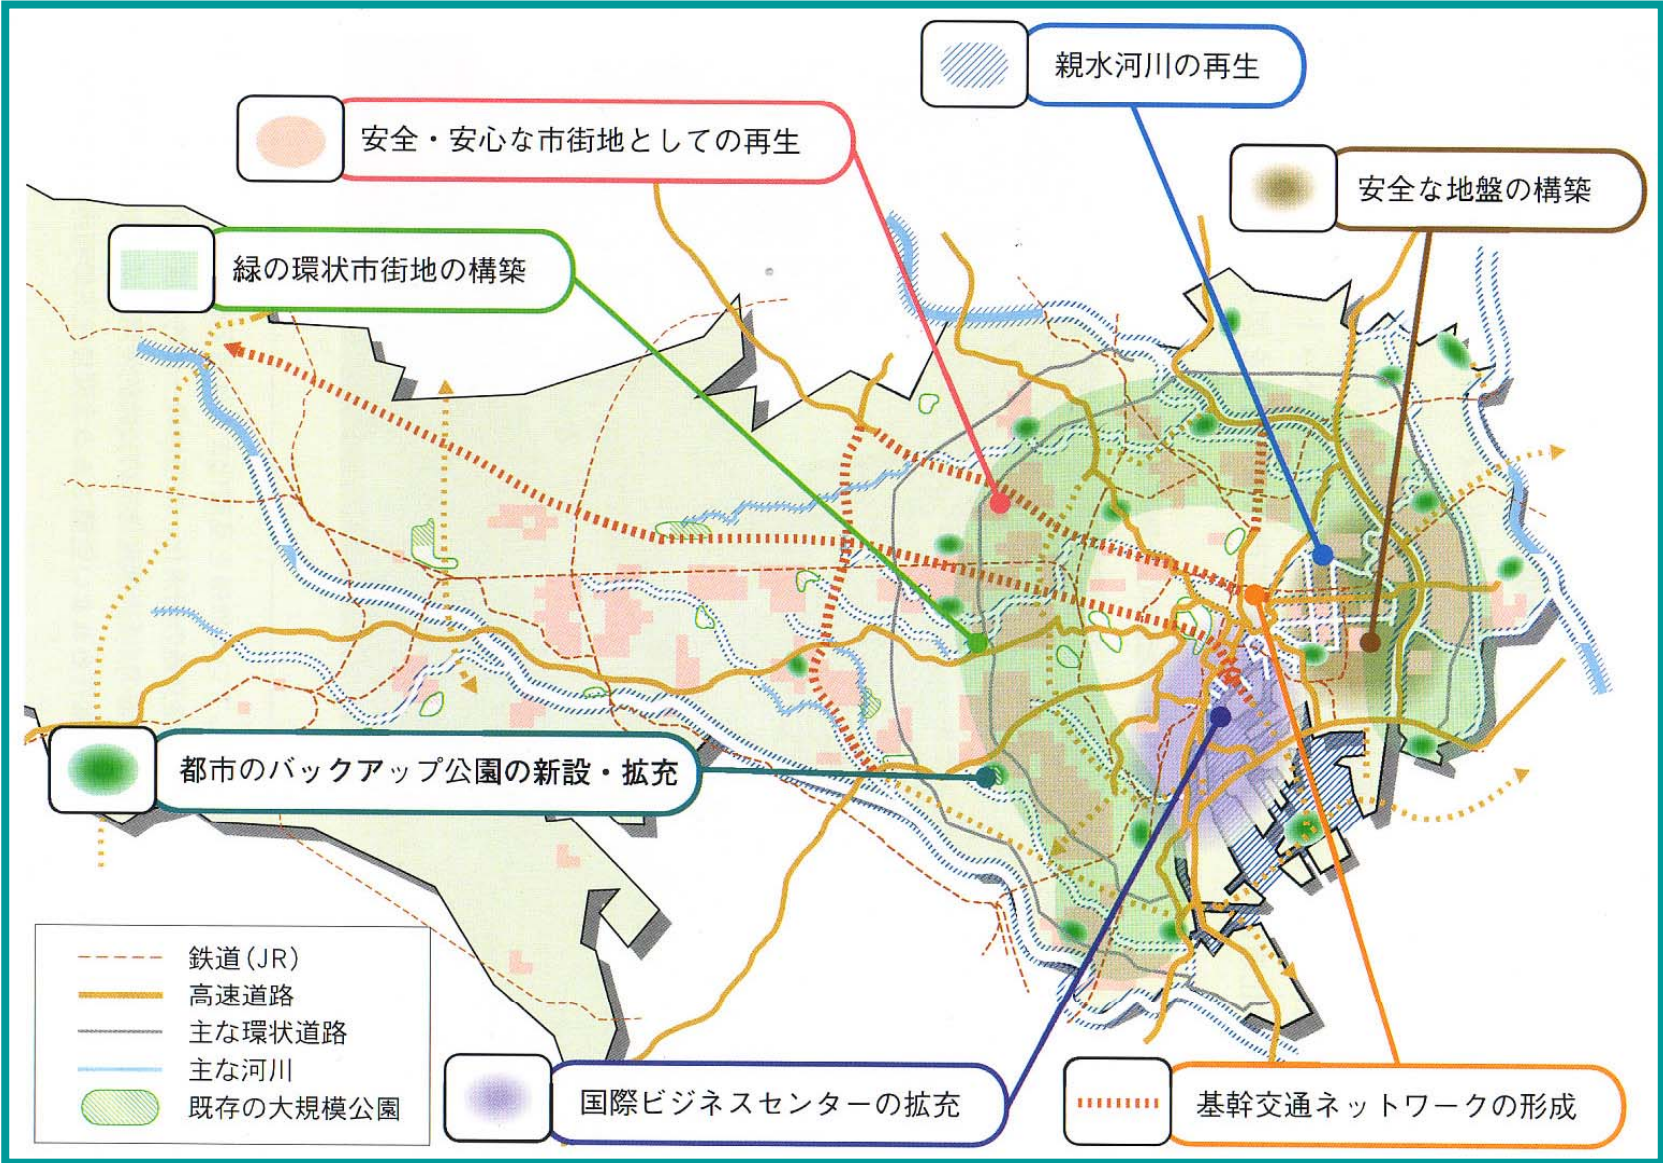 親水河川の再生
安全・安心な市街地としての再生
安全な地盤の構築
緑の環状市街地の構築
都市のバックアップ公園の新設・拡充
鉄道(JR)
高速道路
主な環状道路
主な河川
既存の大規模公園
国際ビジネスセンターの拡充
基幹交通ネットワークの形成